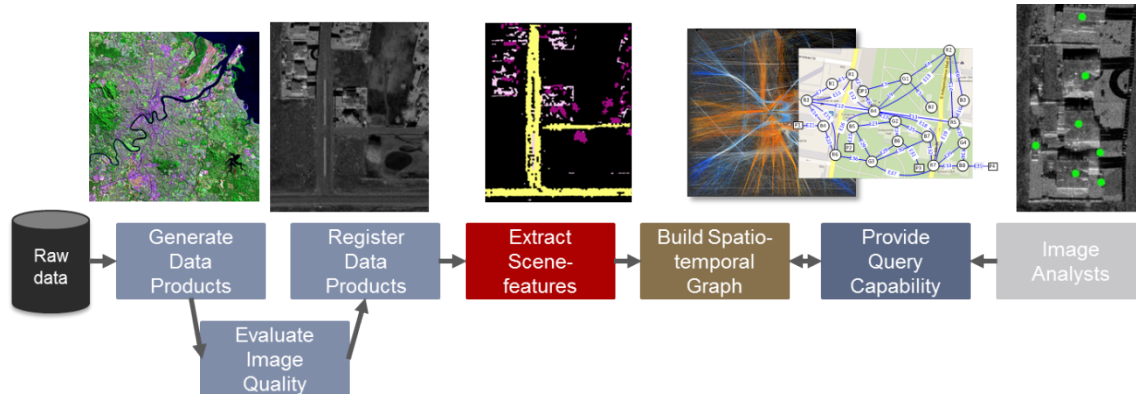 Raw
data
Generate
Data
Products
Register
Data
Products
Extract
Scene-
features
Build Spatio-
temporal
Graph
Provide
Query
Capability
Image
Analysts
Evaluate
Image
Quality